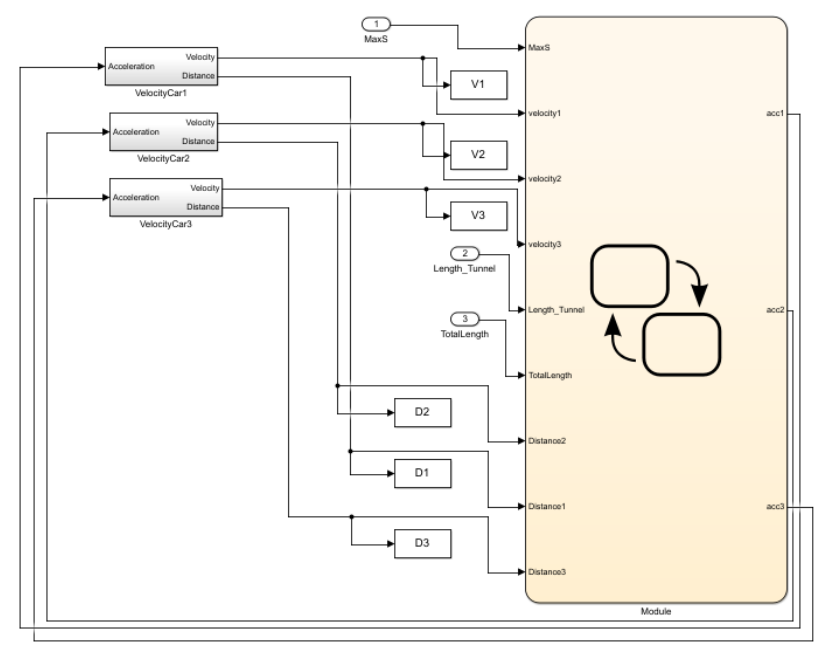 1
MaxS
MaxS
Acceleration
Velocity
Distance
VelocityCar1
V1
velocity1
acc1
Acceleration
Velocity
Distance
VelocityCar2
V2
velocity2
Acceleration
Velocity
Distance
VelocityCar3
V3
velocity3
2
Length_Tunnel
Length_Tunnel
acc2
3
TotalLength
TotalLength
D2
Distance2
D1
Distance1
acc3
D3
Distance3
Module